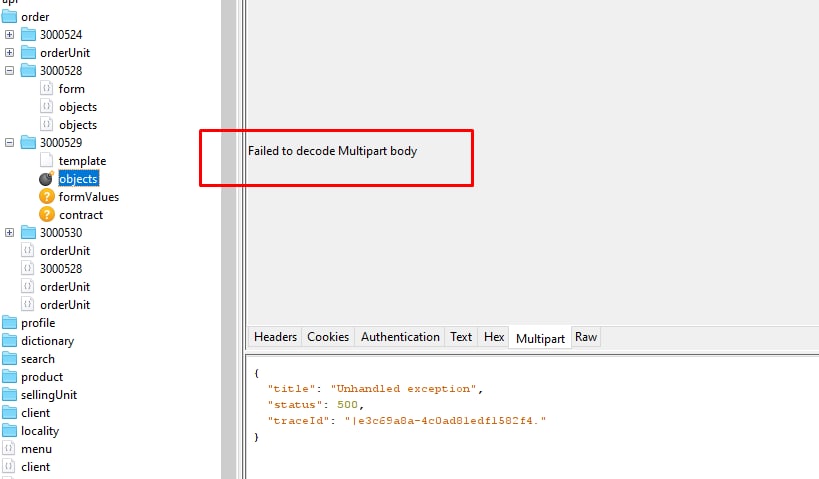 order
3000524
orderUnit
3000528
form
objects
objects
3000529
template
objects
formValues
contract
3000530
orderUnit
3000528
orderUnit
orderUnit
profile
dictionary
search
product
sellingUnit
client
locality
menu
client
Failed to decode Multipart body
Headers Cookies Authentication Text Hex Multipart Raw
{
"title": "Unhandled exception",
"status": 500,
"traceId": "|e3c69a8a-4c0ad81edf1582f4."
}